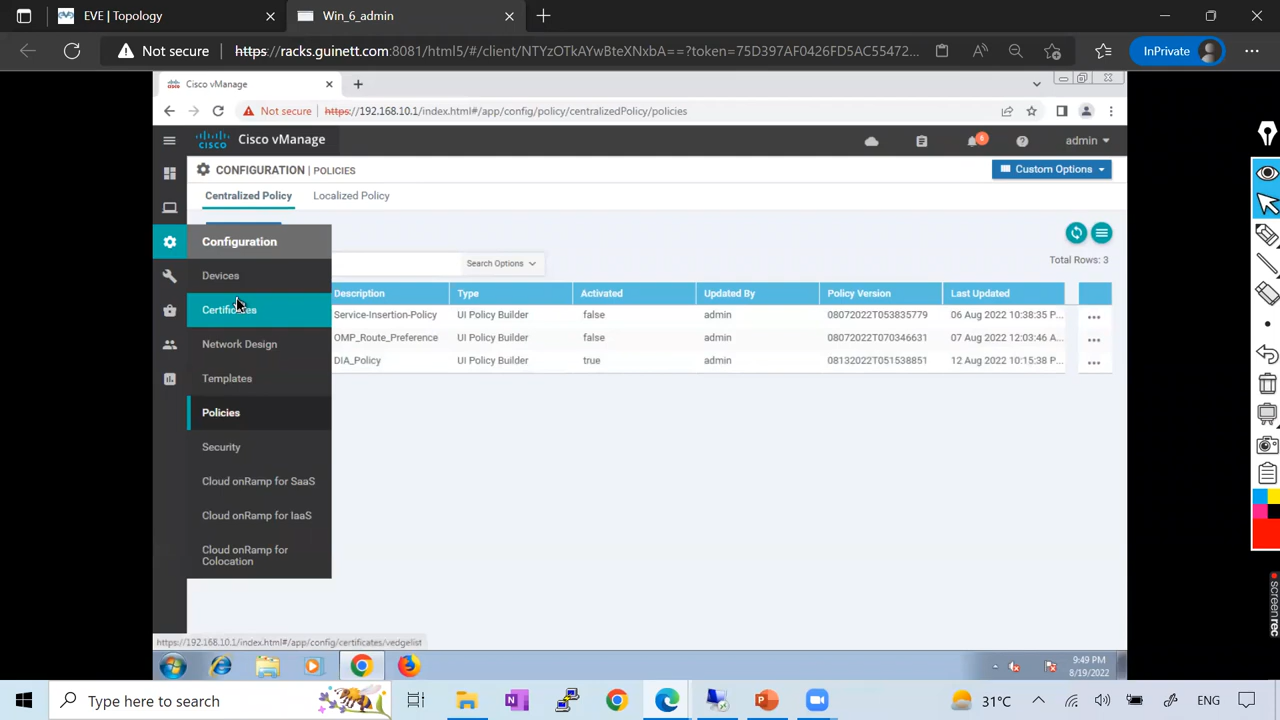 EVE | Topology
Win_6_admin
Not secure
https://racks.guinett.com:8081/html5/#/client/NTYzOTkAYwBteXNxbA==?token=75D397AF0426FD5AC55472...
InPrivate
Cisco vManage
Not secure
https://192.168.10.1/index.html#/app/config/policy/centralizedPolicy/policies
CISCO
Cisco vManage
6
admin
CONFIGURATION | POLICIES
Custom Options
Centralized Policy
Localized Policy
Configuration
Devices
Certificates
Network Design
Templates
Policies
Security
Cloud onRamp for SaaS
Cloud onRamp for IaaS
Cloud onRamp for
Colocation
Search Options
Total Rows: 3
Description Type Activated Updated By Policy Version Last Updated
Service-Insertion-Policy UI Policy Builder false admin 08072022T053835779 06 Aug 2022 10:38:35 P...
OMP_Route_Preference UI Policy Builder false admin 08072022T070346631 07 Aug 2022 12:03:46 A...
DIA_Policy UI Policy Builder true admin 08132022T051538851 12 Aug 2022 10:15:38 P...
https://192.168.10.1/index.html#/app/config/certificates/vedgelist
9:49 PM
8/19/2022
screenrec
Type here to search
31°C
ENG